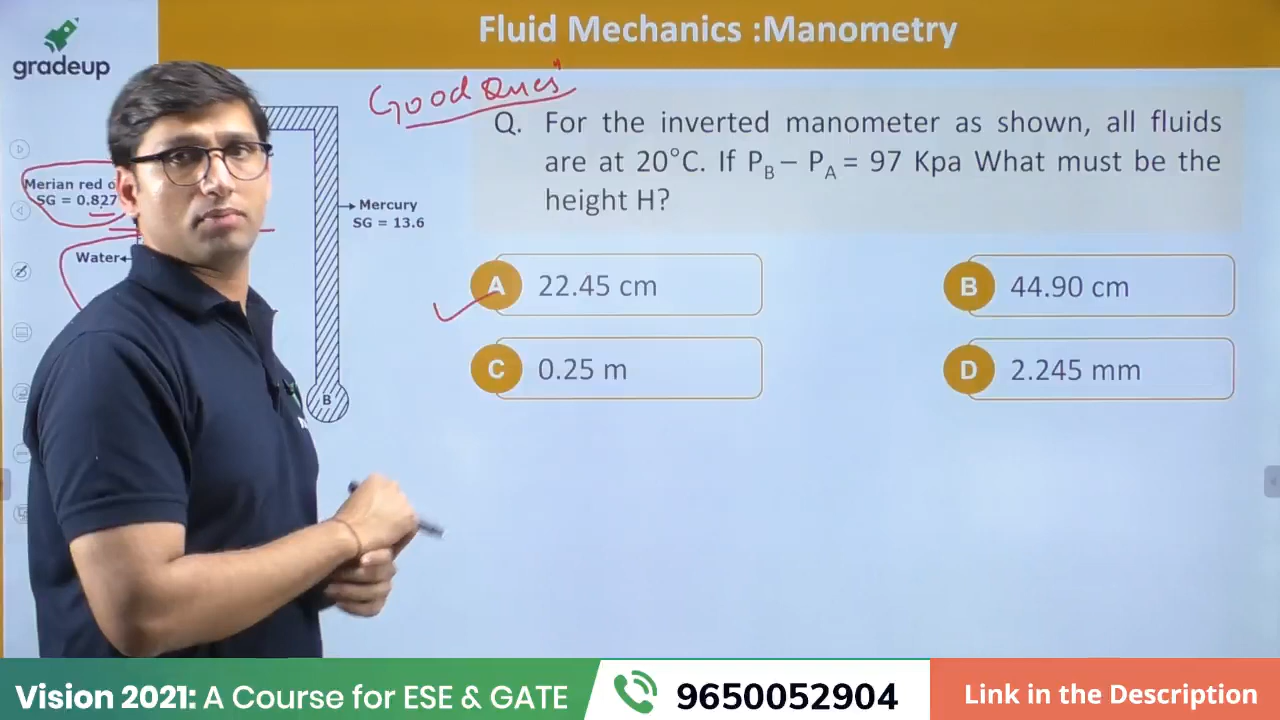 Fluid Mechanics :Manometry
gradeup
Good Ques"
Q. For the inverted manometer as shown, all fluids
are at 20°C. If PB – PA = 97 Kpa What must be the
height H?
Merian red
SG = 0.827
Mercury
SG = 13.6
Water
A 22.45 cm
B 44.90 cm
C 0.25 m
D 2.245 mm
B
Vision 2021: A Course for ESE & GATE
9650052904
Link in the Description